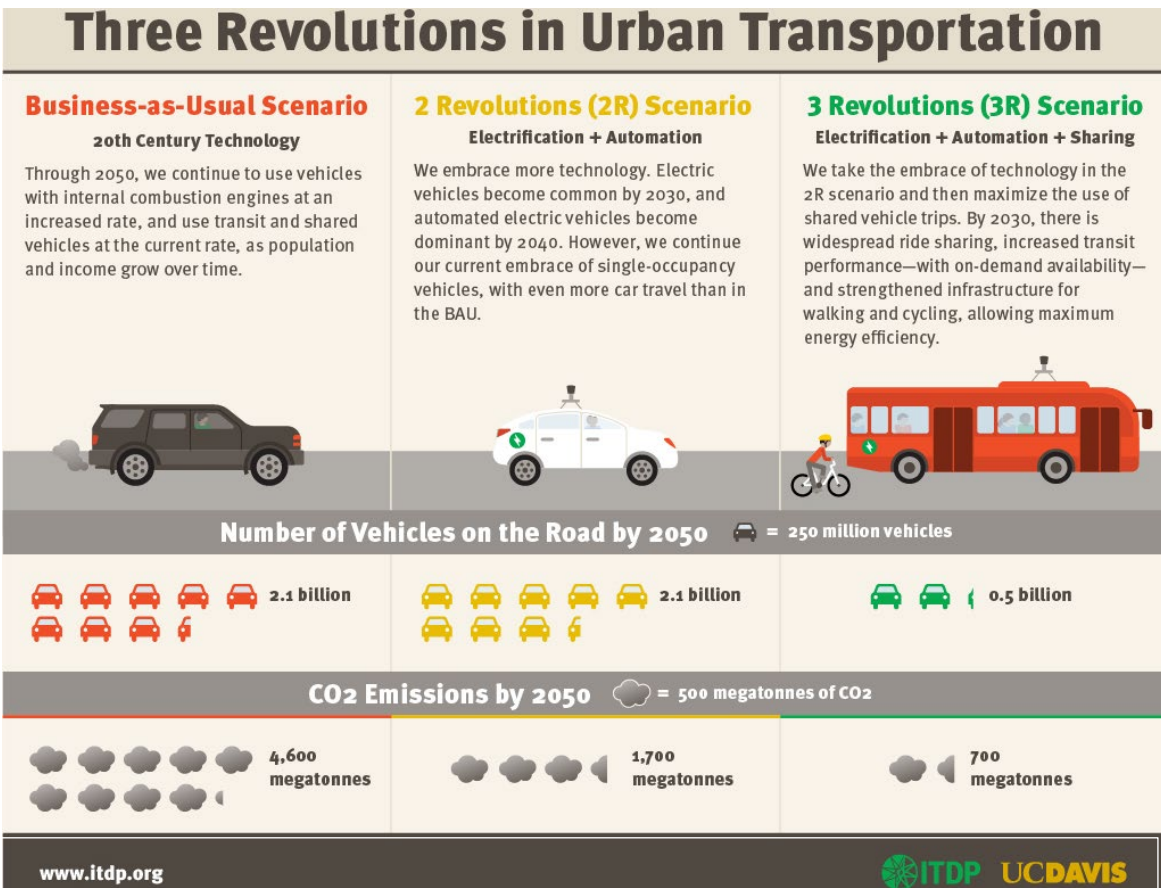 Three Revolutions in Urban Transportation
Business-as-Usual Scenario
20th Century Technology
Through 2050, we continue to use vehicles
with internal combustion engines at an
increased rate, and use transit and shared
vehicles at the current rate, as population
and income grow over time.
2 Revolutions (2R) Scenario
Electrification + Automation
We embrace more technology. Electric
vehicles become common by 2030, and
automated electric vehicles become
dominant by 2040. However, we continue
our current embrace of single-occupancy
vehicles, with even more car travel than in
the BAU.
3 Revolutions (3R) Scenario
Electrification + Automation + Sharing
We take the embrace of technology in the
2R scenario and then maximize the use of
shared vehicle trips. By 2030, there is
widespread ride sharing, increased transit
performance—with on-demand availability—
and strengthened infrastructure for
walking and cycling, allowing maximum
energy efficiency.
Number of Vehicles on the Road by 2050 = 250 million vehicles
2.1 billion
2.1 billion
0.5 billion
CO2 Emissions by 2050 = 500 megatonnes of CO2
4,600
megatonnes
1,700
megatonnes
700
megatonnes
www.itdp.org
ITDP UCDAVIS